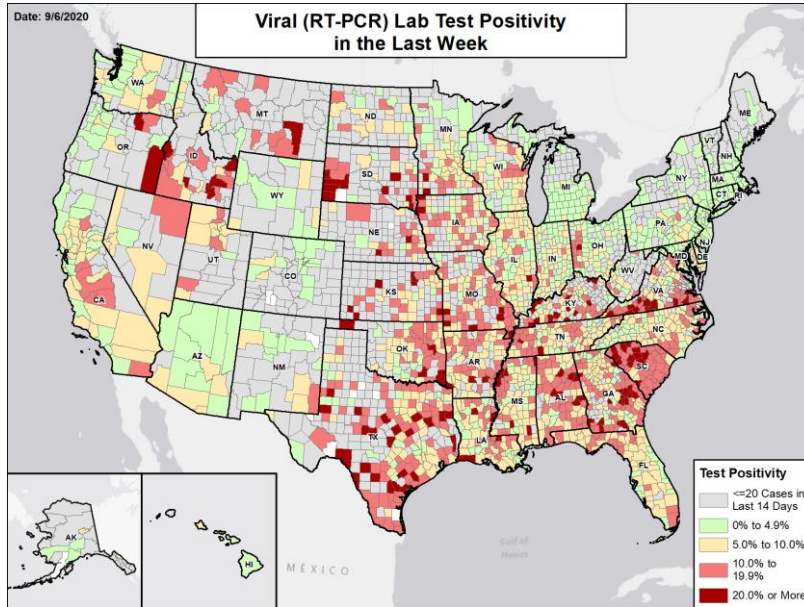 Date: 9/6/2020
Viral (RT-PCR) Lab Test Positivity
in the Last Week
WA
MT
ND
MN
ME
VT
NH
OR
ID
SD
WI
NY
MA
CT
RI
WY
MI
IA
PA
NJ
NE
OH
MD
DE
NV
UT
IL
IN
WV
CO
VA
CA
KS
MO
KY
NC
TN
AZ
NM
OK
AR
SC
MS
AL
GA
TX
LA
FL
AK
HI
MÉXICO
Gulf of
Mexico
Test Positivity
<=20 Cases in
Last 14 Days
0% to 4.9%
5.0% to 10.0%
10.0% to
19.9%
20.0% or More